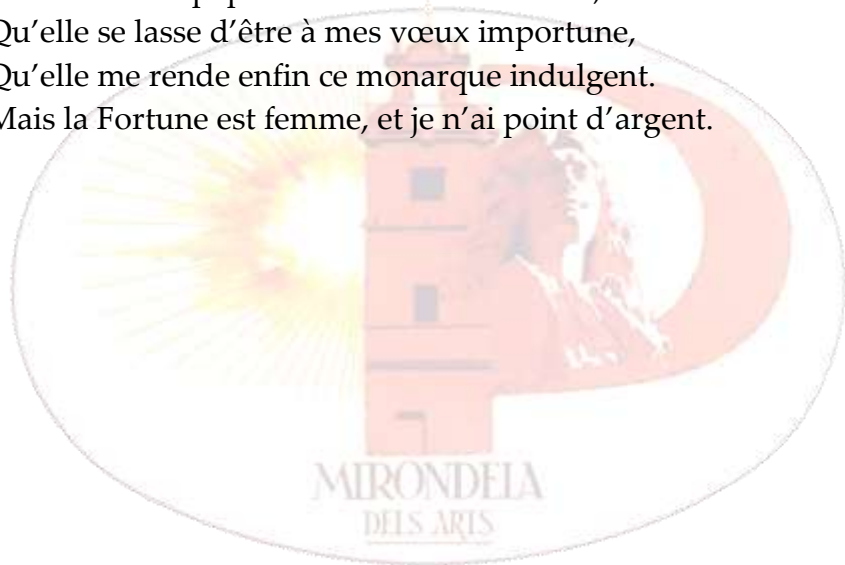 Qu’elle se lasse d’être à mes vœux importune,
Qu’elle me rende enfin ce monarque indulgent.
Mais la Fortune est femme, et je n’ai point d’argent.
MIRONDELA
DELS ARTS